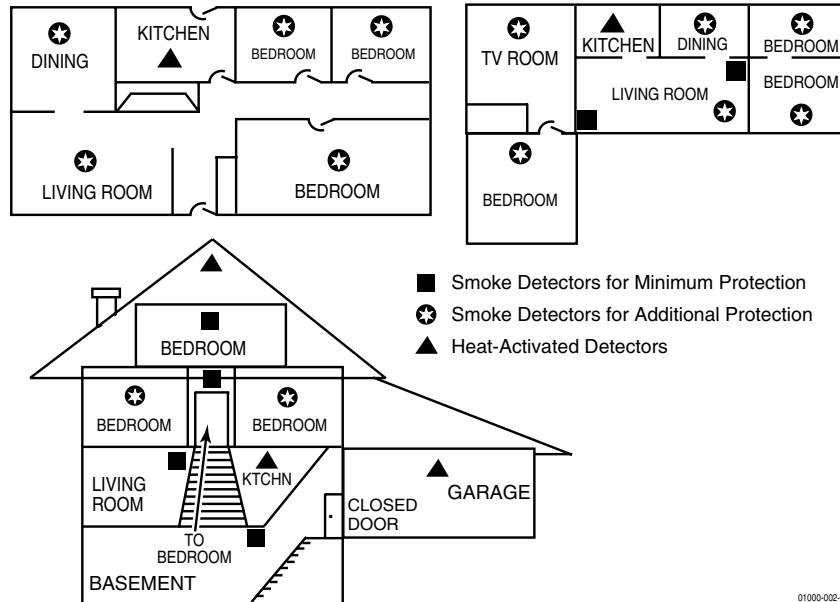 DINING
KITCHEN
BEDROOM
BEDROOM
LIVING ROOM
BEDROOM
TV ROOM
KITCHEN
DINING
BEDROOM
LIVING ROOM
BEDROOM
BEDROOM
Smoke Detectors for Minimum Protection
Smoke Detectors for Additional Protection
Heat-Activated Detectors
BEDROOM
BEDROOM
BEDROOM
LIVING
ROOM
KTCHN
TO
BEDROOM
BASEMENT
CLOSED
DOOR
GARAGE
01000-002-